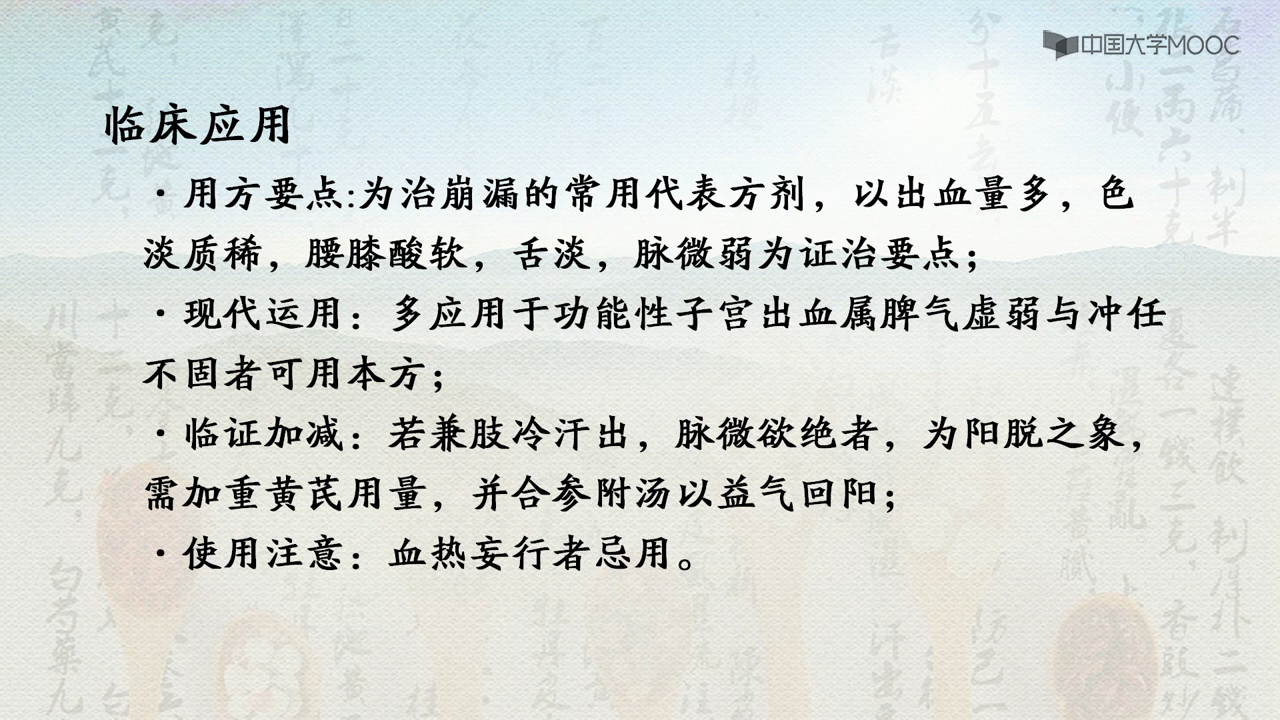 中国大学MOOC
临床应用
·用方要点:为治崩漏的常用代表方剂，以出血量多，色
淡质稀，腰膝酸软，舌淡，脉微弱为证治要点；
·现代运用：多应用于功能性子宫出血属脾气虚弱与冲任
不固者可用本方；
·临证加减：若兼肢冷汗出，脉微欲绝者，为阳脱之象，
需加重黄芪用量，并合参附汤以益气回阳；
·使用注意：血热妄行者忌用。